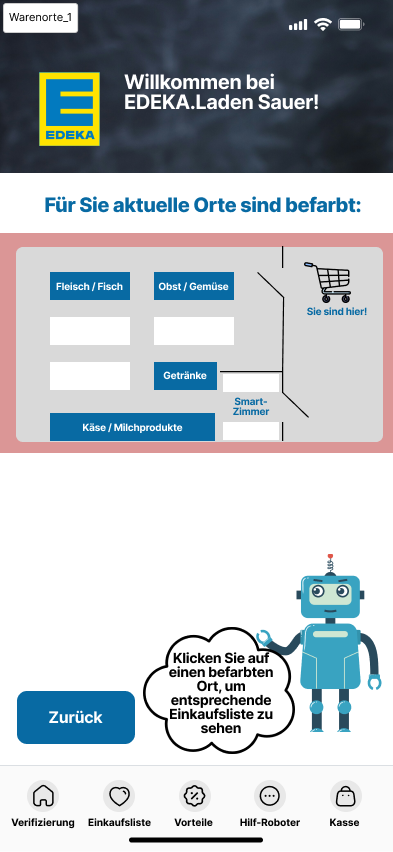 Warenorte_1
Willkommen bei
EDEKA.Laden Sauer!
E
EDEKA
Für Sie aktuelle Orte sind befarbt:
Fleisch / Fisch
Obst / Gemüse
Sie sind hier!
Getränke
Smart-
Zimmer
Käse / Milchprodukte
Klicken Sie auf
einen befarbten
Ort, um
entsprechende
Einkaufsliste zu
sehen
Zurück
Verifizierung
Einkaufsliste
Vorteile
Hilf-Roboter
Kasse